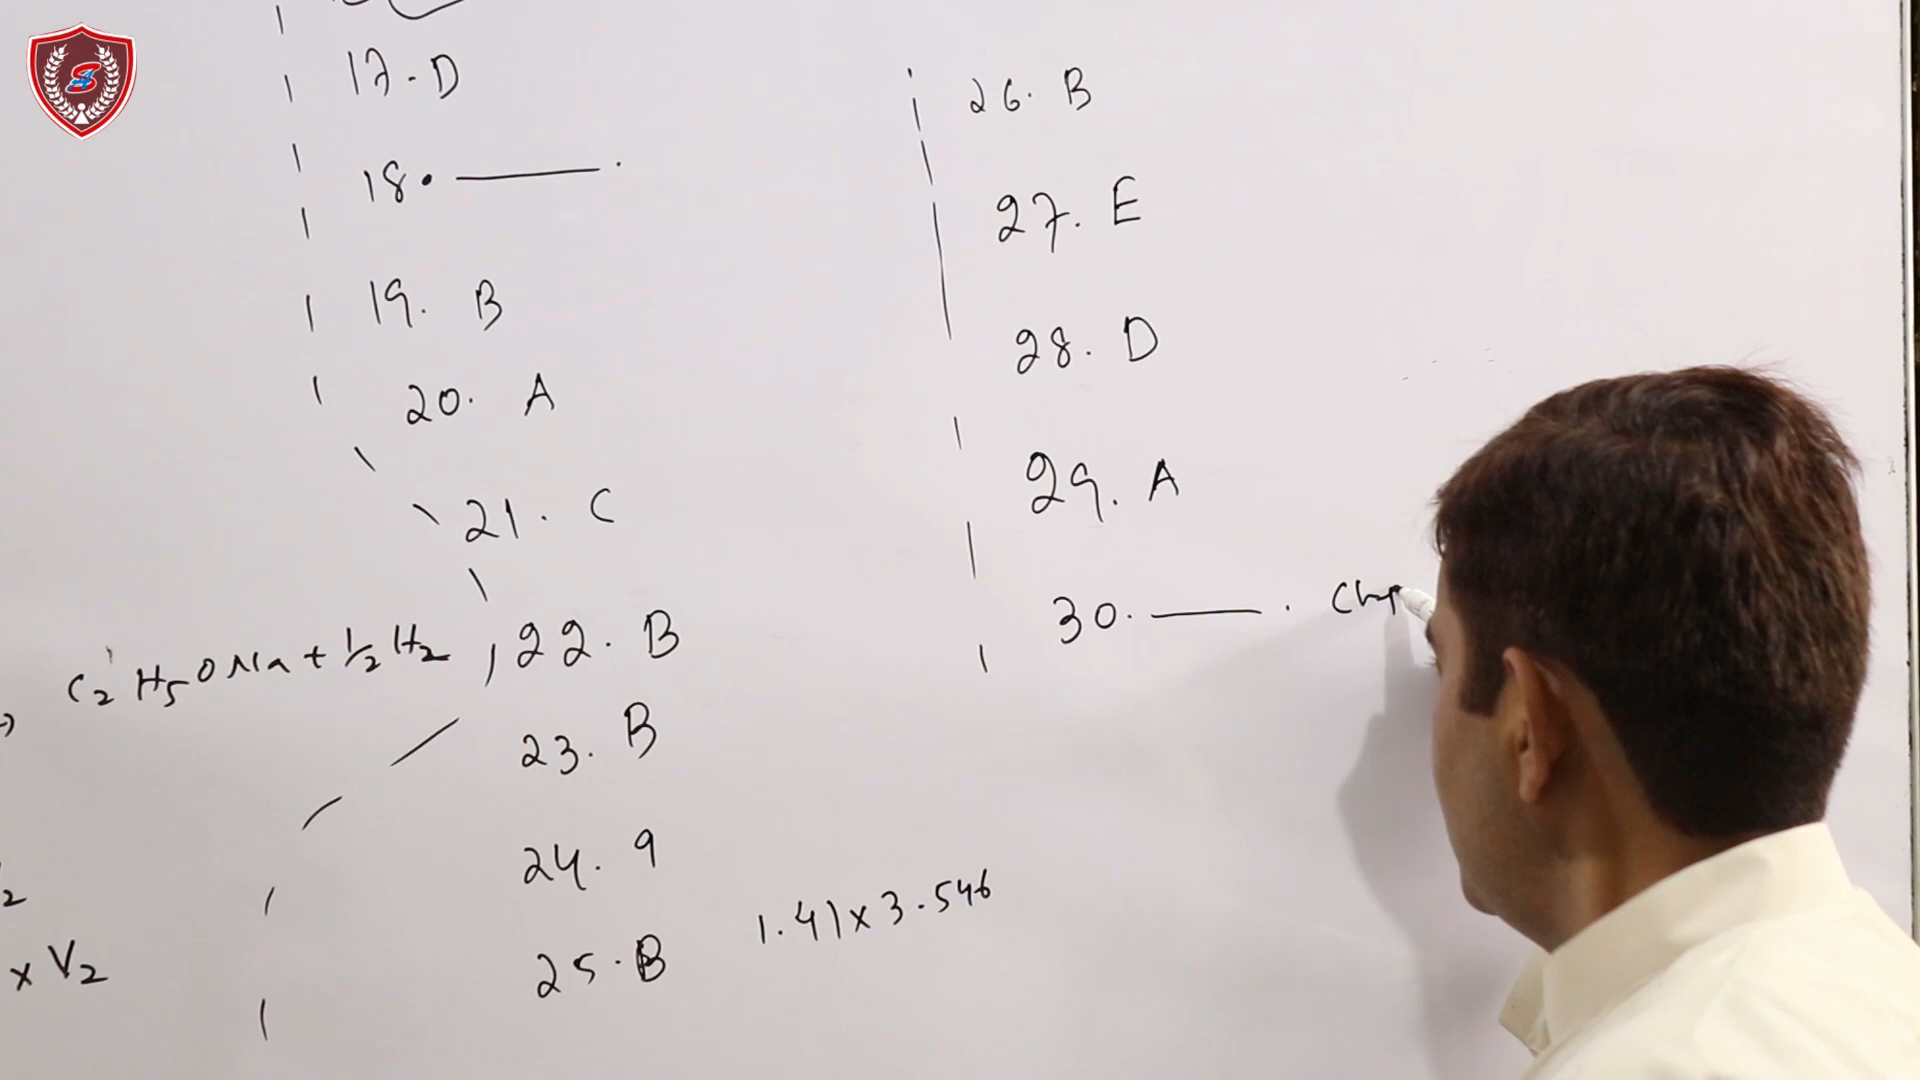 17. D
18. ———.
19. B
20. A
21. C
C2H5ONa + 1/2 H2
22. B
23. B
24. 9
25. B
1.41 x 3.546
2
x V2
26. B
27. E
28. D
29. A
30. ———.